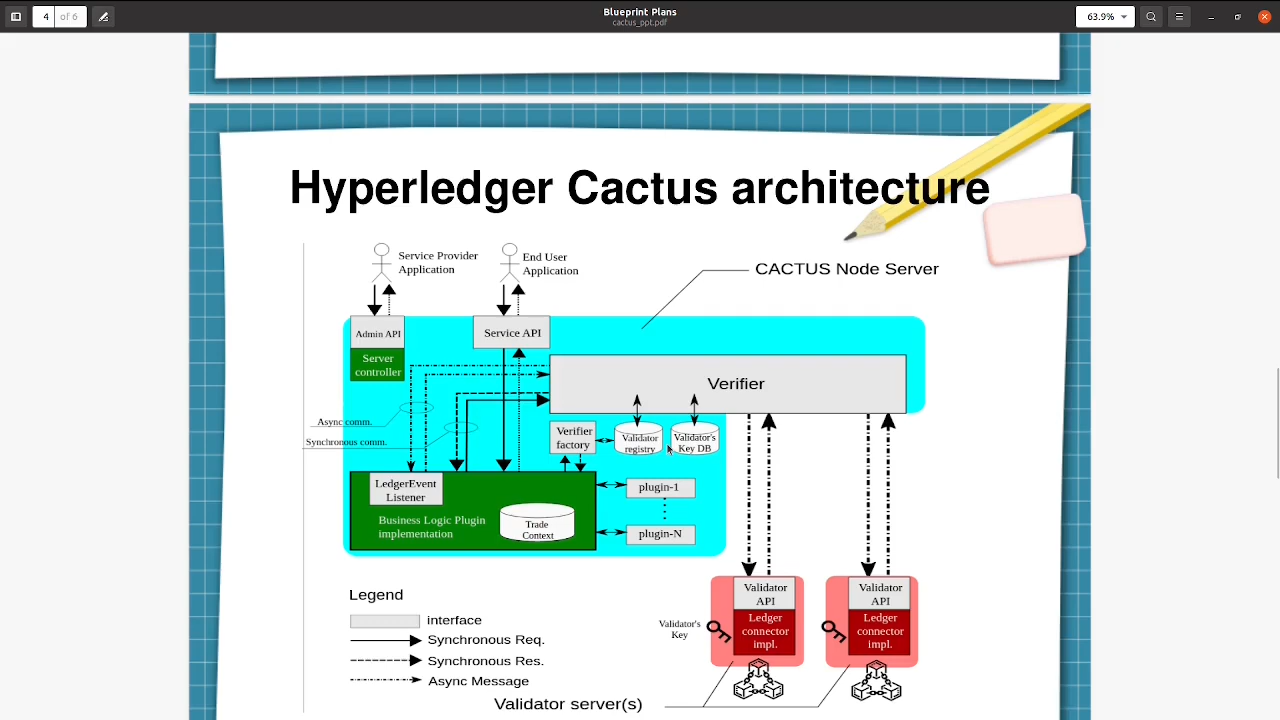 4 of 6
Blueprint Plans
cactus_ppt.pdf
63.9%
Hyperledger Cactus architecture
Service Provider
Application
End User
Application
CACTUS Node Server
Admin API
Service API
Server
controller
Verifier
Async comm.
Synchronous comm.
Verifier
factory
Validator
registry
Validator's
Key DB
LedgerEvent
Listener
Business Logic Plugin
implementation
Trade
Context
plugin-1
plugin-N
Legend
interface
Synchronous Req.
Synchronous Res.
Async Message
Validator's
Key
Validator
API
Ledger
connector
impl.
Validator
API
Ledger
connector
impl.
Validator server(s)